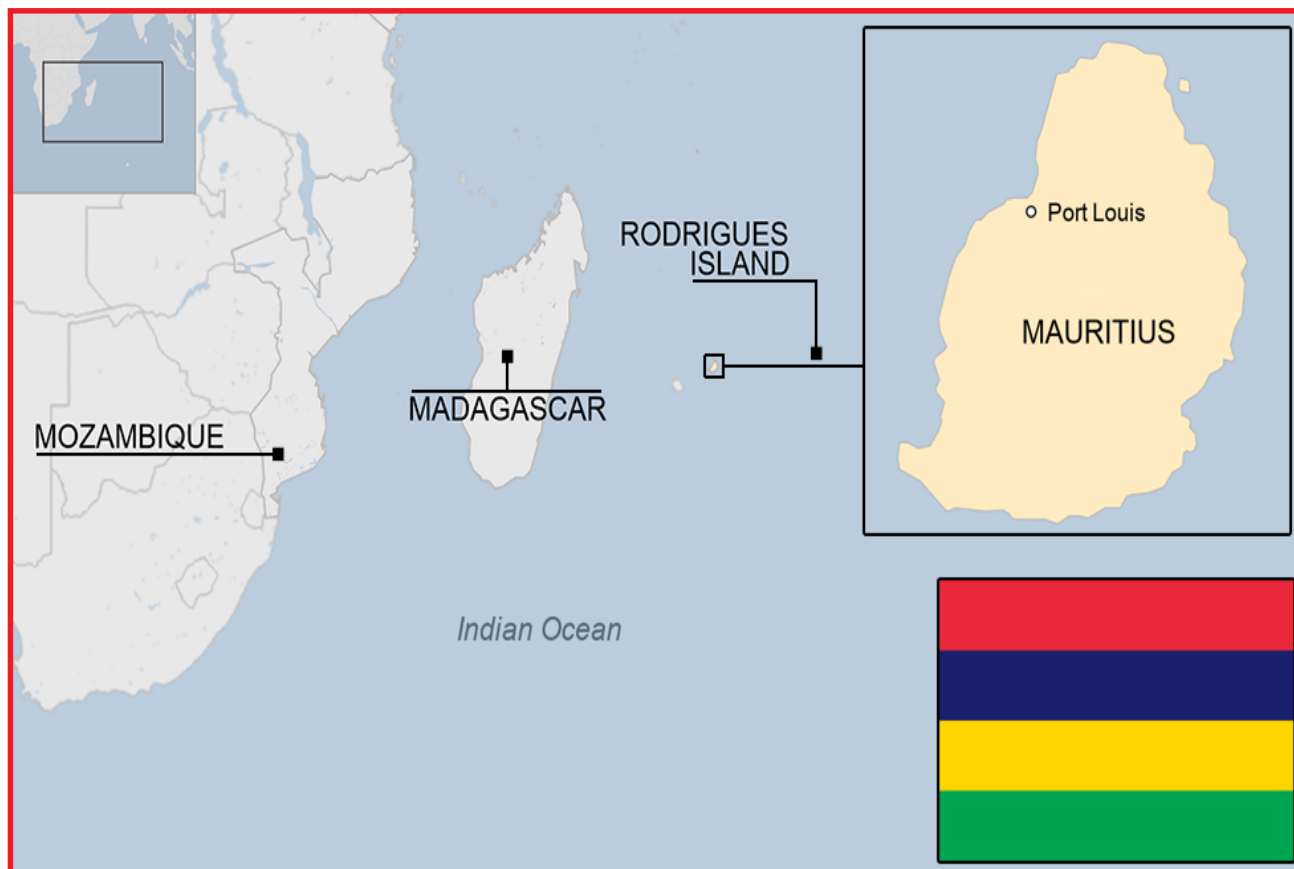 RODRIGUES
ISLAND
Port Louis
MAURITIUS
MADAGASCAR
MOZAMBIQUE
Indian Ocean